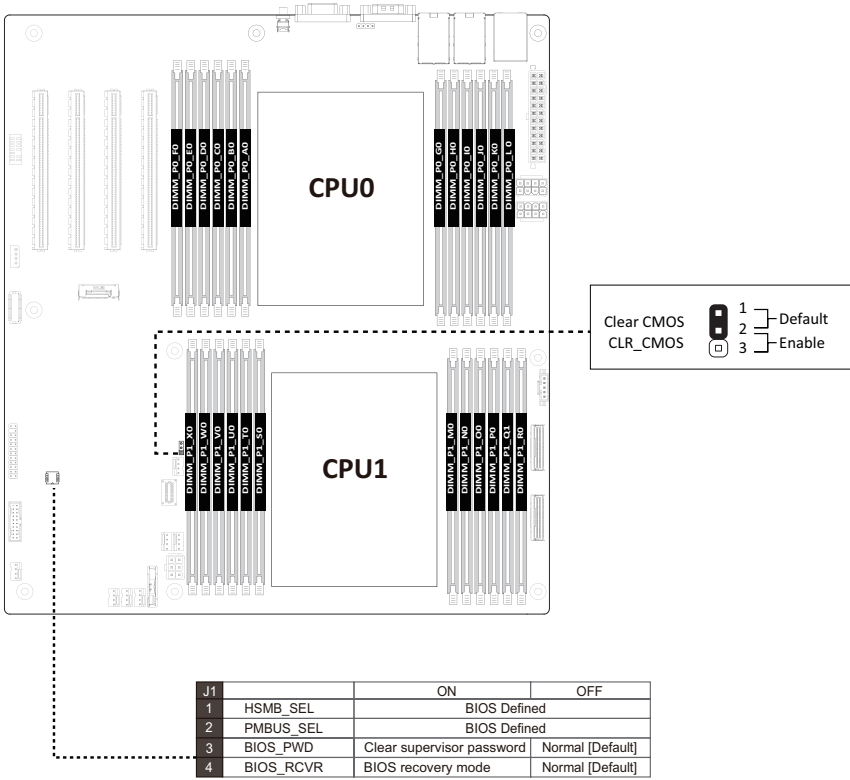 DIMM_P0_F0
DIMM_P0_E0
DIMM_P0_D0
DIMM_P0_C0
DIMM_P0_B0
DIMM_P0_A0
CPU0
DIMM_P0_G0
DIMM_P0_H0
DIMM_P0_I0
DIMM_P0_J0
DIMM_P0_K0
DIMM_P0_L0
Clear CMOS
CLR_CMOS
1
2
3
Default
Enable
DIMM_P1_X0
DIMM_P1_W0
DIMM_P1_V0
DIMM_P1_U0
DIMM_P1_T0
DIMM_P1_S0
CPU1
DIMM_P1_M0
DIMM_P1_N0
DIMM_P1_O0
DIMM_P1_P0
DIMM_P1_Q1
DIMM_P1_R0
J1 ON OFF
1 HSMB_SEL BIOS Defined
2 PMBUS_SEL BIOS Defined
3 BIOS_PWD Clear supervisor password Normal [Default]
4 BIOS_RCVR BIOS recovery mode Normal [Default]